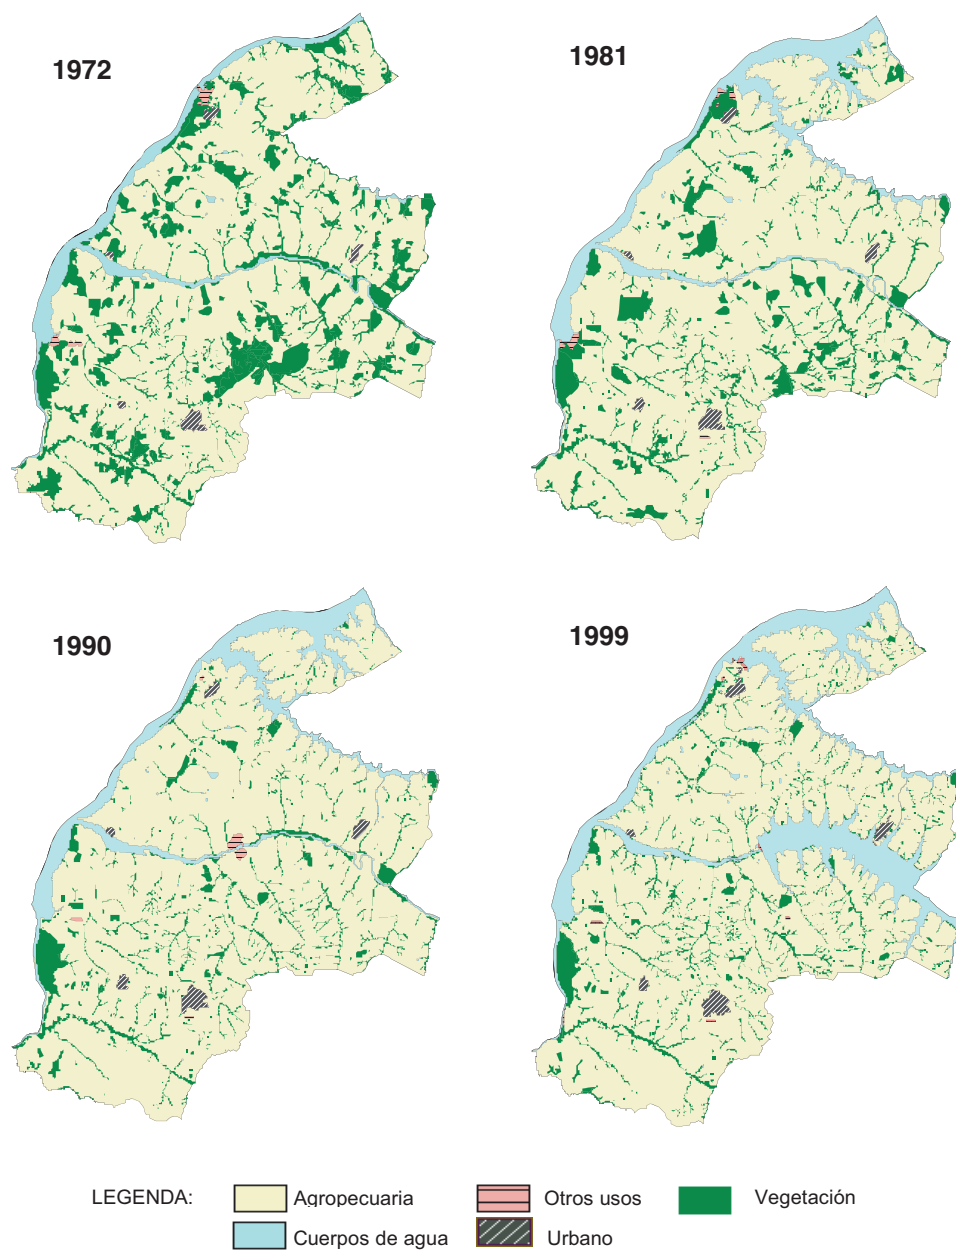 1972
1981
1990
1999
LEGENDA:
Agropecuaria
Otros usos
Vegetación
Cuerpos de agua
Urbano